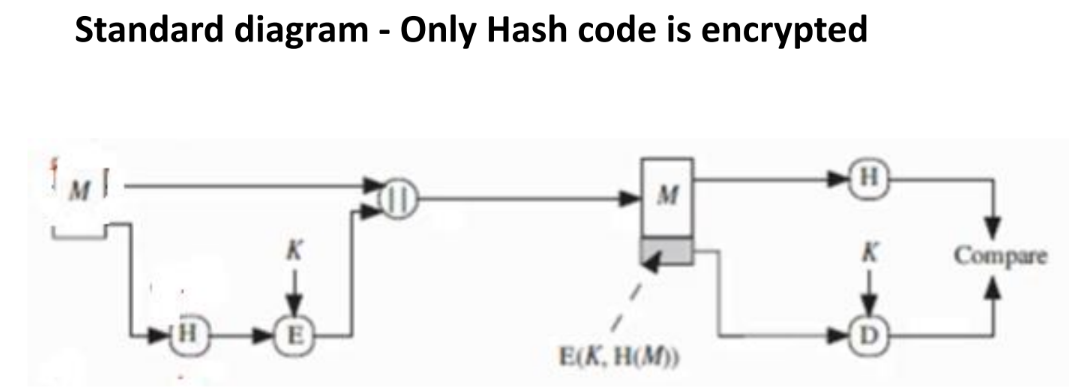 Standard diagram - Only Hash code is encrypted
M
||
M
H
K
K
Compare
H
E
D
E(K, H(M))